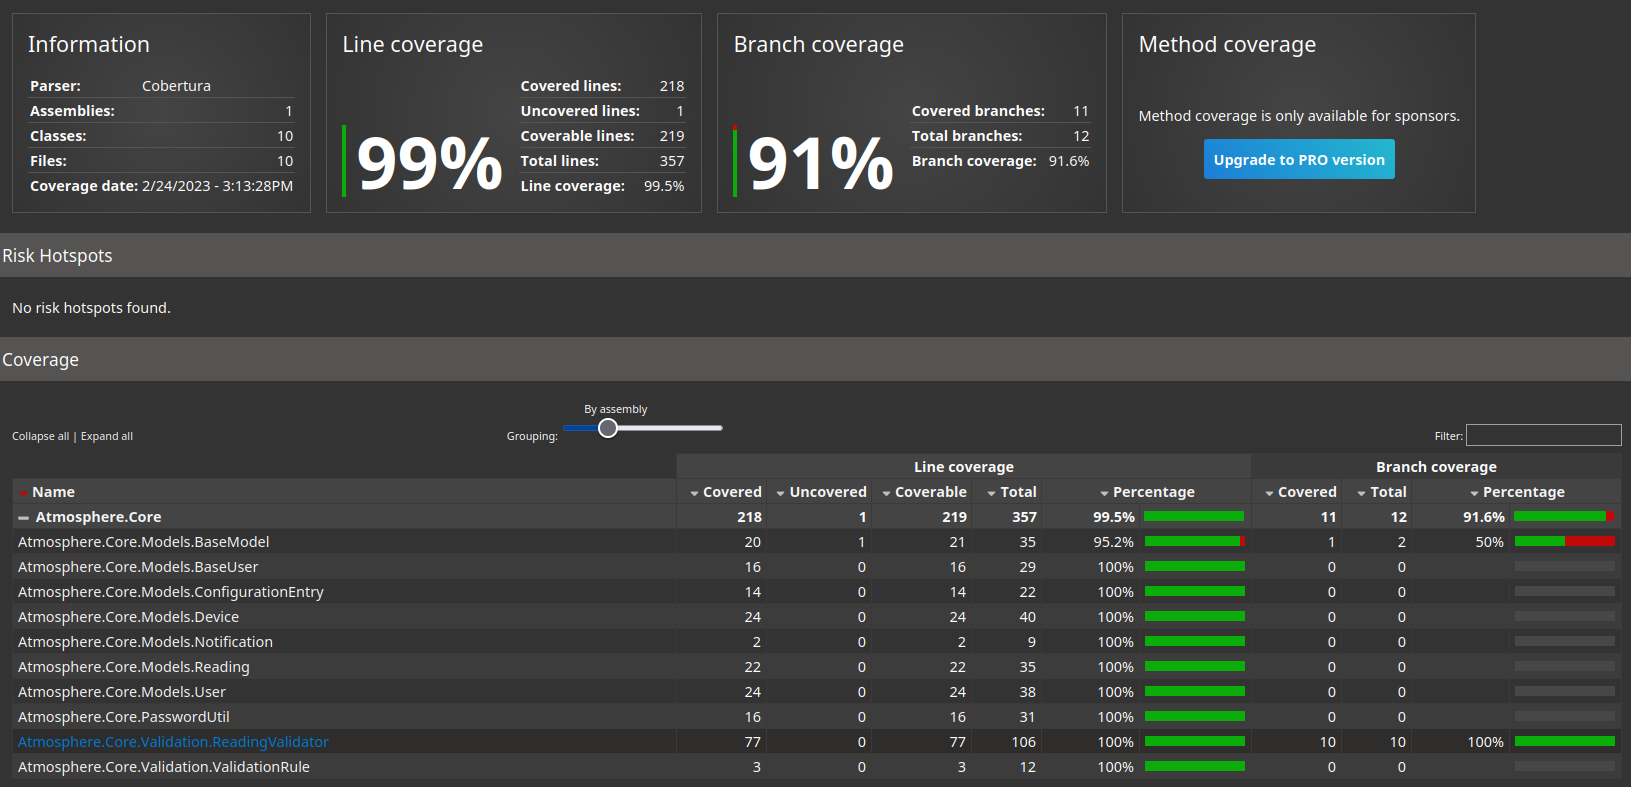 Information
Parser: Cobertura
Assemblies: 1
Classes: 10
Files: 10
Coverage date: 2/24/2023 - 3:13:28PM
Line coverage
99%
Covered lines: 218
Uncovered lines: 1
Coverable lines: 219
Total lines: 357
Line coverage: 99.5%
Branch coverage
91%
Covered branches: 11
Total branches: 12
Branch coverage: 91.6%
Method coverage
Method coverage is only available for sponsors.
Upgrade to PRO version
Risk Hotspots
No risk hotspots found.
Coverage
Collapse all | Expand all
By assembly
Grouping:
Filter:
Line coverage Branch coverage
Name Covered Uncovered Coverable Total Percentage Covered Total Percentage
Atmosphere.Core 218 1 219 357 99.5% 11 12 91.6%
Atmosphere.Core.Models.BaseModel 20 1 21 35 95.2% 1 2 50%
Atmosphere.Core.Models.BaseUser 16 0 16 29 100% 0 0
Atmosphere.Core.Models.ConfigurationEntry 14 0 14 22 100% 0 0
Atmosphere.Core.Models.Device 24 0 24 40 100% 0 0
Atmosphere.Core.Models.Notification 2 0 2 9 100% 0 0
Atmosphere.Core.Models.Reading 22 0 22 35 100% 0 0
Atmosphere.Core.Models.User 24 0 24 38 100% 0 0
Atmosphere.Core.PasswordUtil 16 0 16 31 100% 0 0
Atmosphere.Core.Validation.ReadingValidator 77 0 77 106 100% 10 10 100%
Atmosphere.Core.Validation.ValidationRule 3 0 3 12 100% 0 0